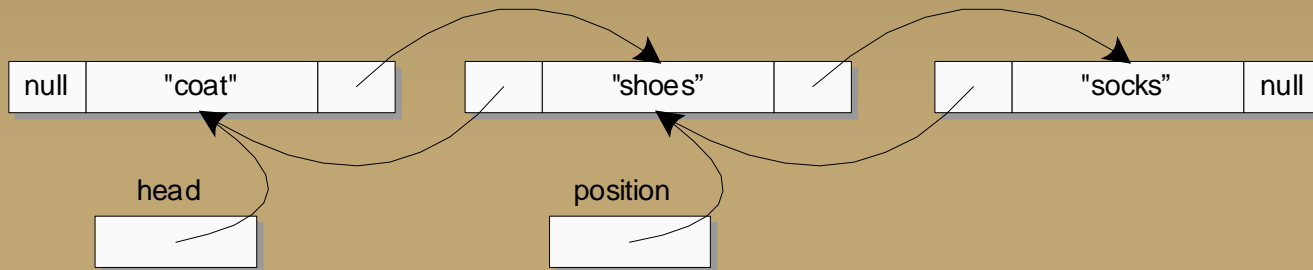 null "coat" "shoes” "socks” null
head position